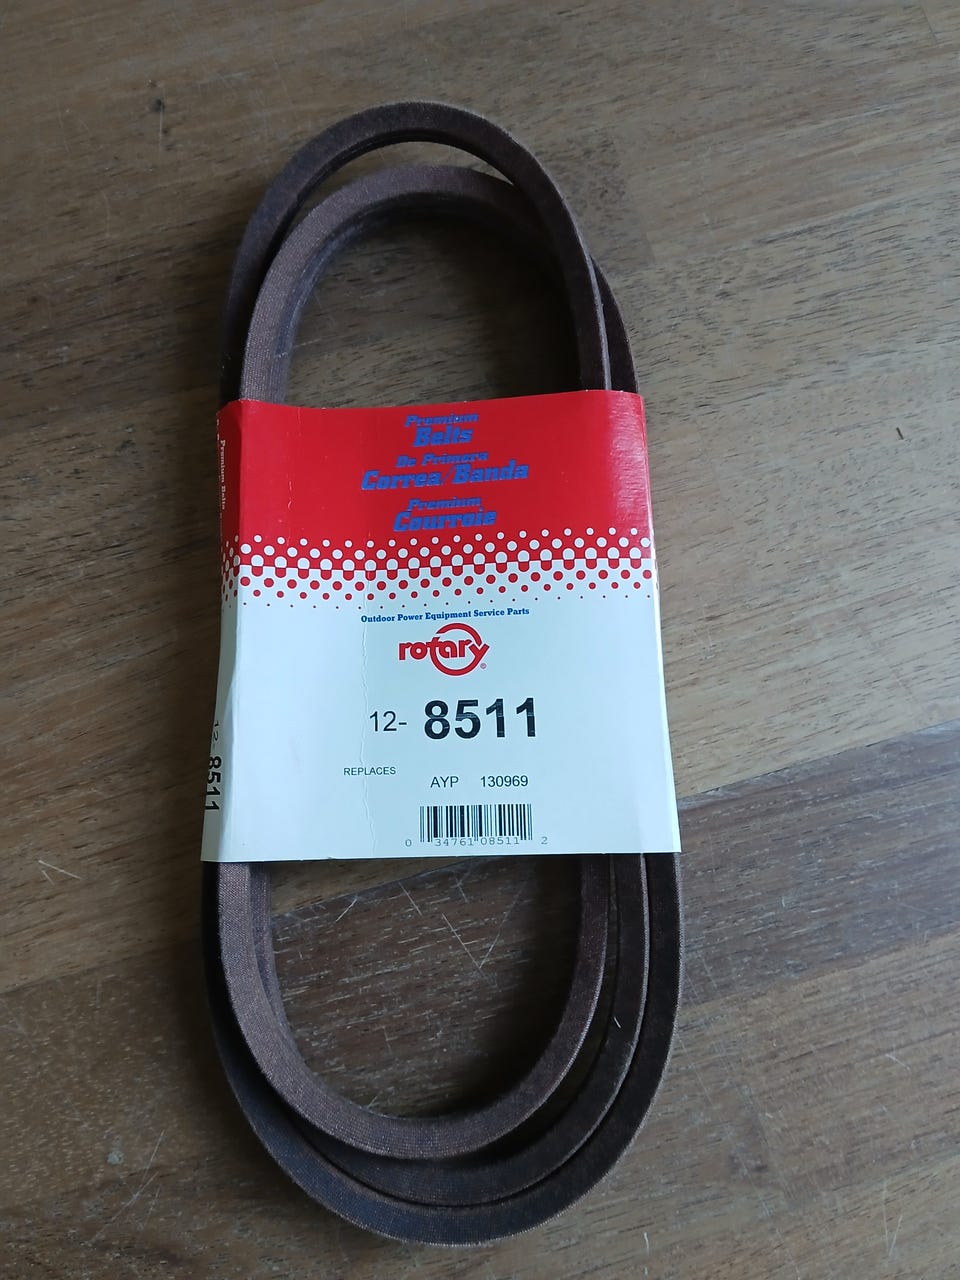 Premium
Belts
De Primera
Correa/Banda
Premium
Courroie
Outdoor Power Equipment Service Parts
rotary®
12- 8511
REPLACES
AYP 130969
0 34761 08511 2
Premium Belts
12- 8511